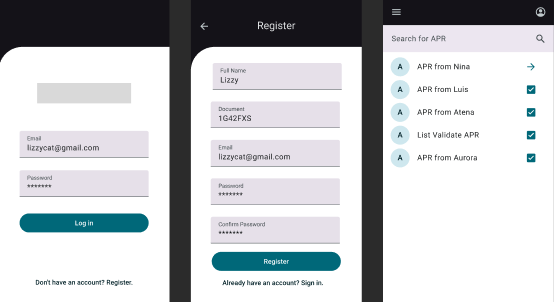 Email
lizzycat@gmail.com
Password
*******
Log in
Don't have an account? Register.
Register
Full Name
Lizzy
Document
1G42FXS
Email
lizzycat@gmail.com
Password
*******
Confirm Password
*******
Register
Already have an account? Sign in.
Search for APR
A APR from Nina
A APR from Luis
A APR from Atena
A List Validate APR
A APR from Aurora